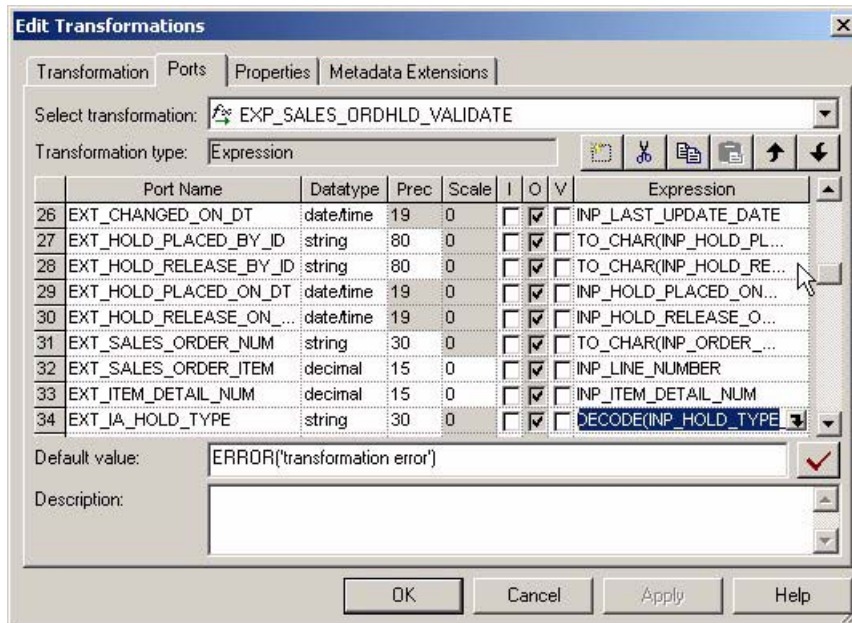 Edit Transformations
Transformation Ports Properties Metadata Extensions
Select transformation: EXP_SALES_ORDHLD_VALIDATE
Transformation type: Expression
Port Name Datatype Prec Scale I O V Expression
26 EXT_CHANGED_ON_DT date/time 19 0 INP_LAST_UPDATE_DATE
27 EXT_HOLD_PLACED_BY_ID string 80 0 TO_CHAR(INP_HOLD_PL...
28 EXT_HOLD_RELEASE_BY_ID string 80 0 TO_CHAR(INP_HOLD_RE...
29 EXT_HOLD_PLACED_ON_DT date/time 19 0 INP_HOLD_PLACED_ON...
30 EXT_HOLD_RELEASE_ON_... date/time 19 0 INP_HOLD_RELEASE_O...
31 EXT_SALES_ORDER_NUM string 30 0 TO_CHAR(INP_ORDER_...
32 EXT_SALES_ORDER_ITEM decimal 15 0 INP_LINE_NUMBER
33 EXT_ITEM_DETAIL_NUM decimal 15 0 INP_ITEM_DETAIL_NUM
34 EXT_IA_HOLD_TYPE string 30 0 DECODE(INP_HOLD_TYPE_
Default value: ERROR('transformation error')
Description:
OK Cancel Apply Help